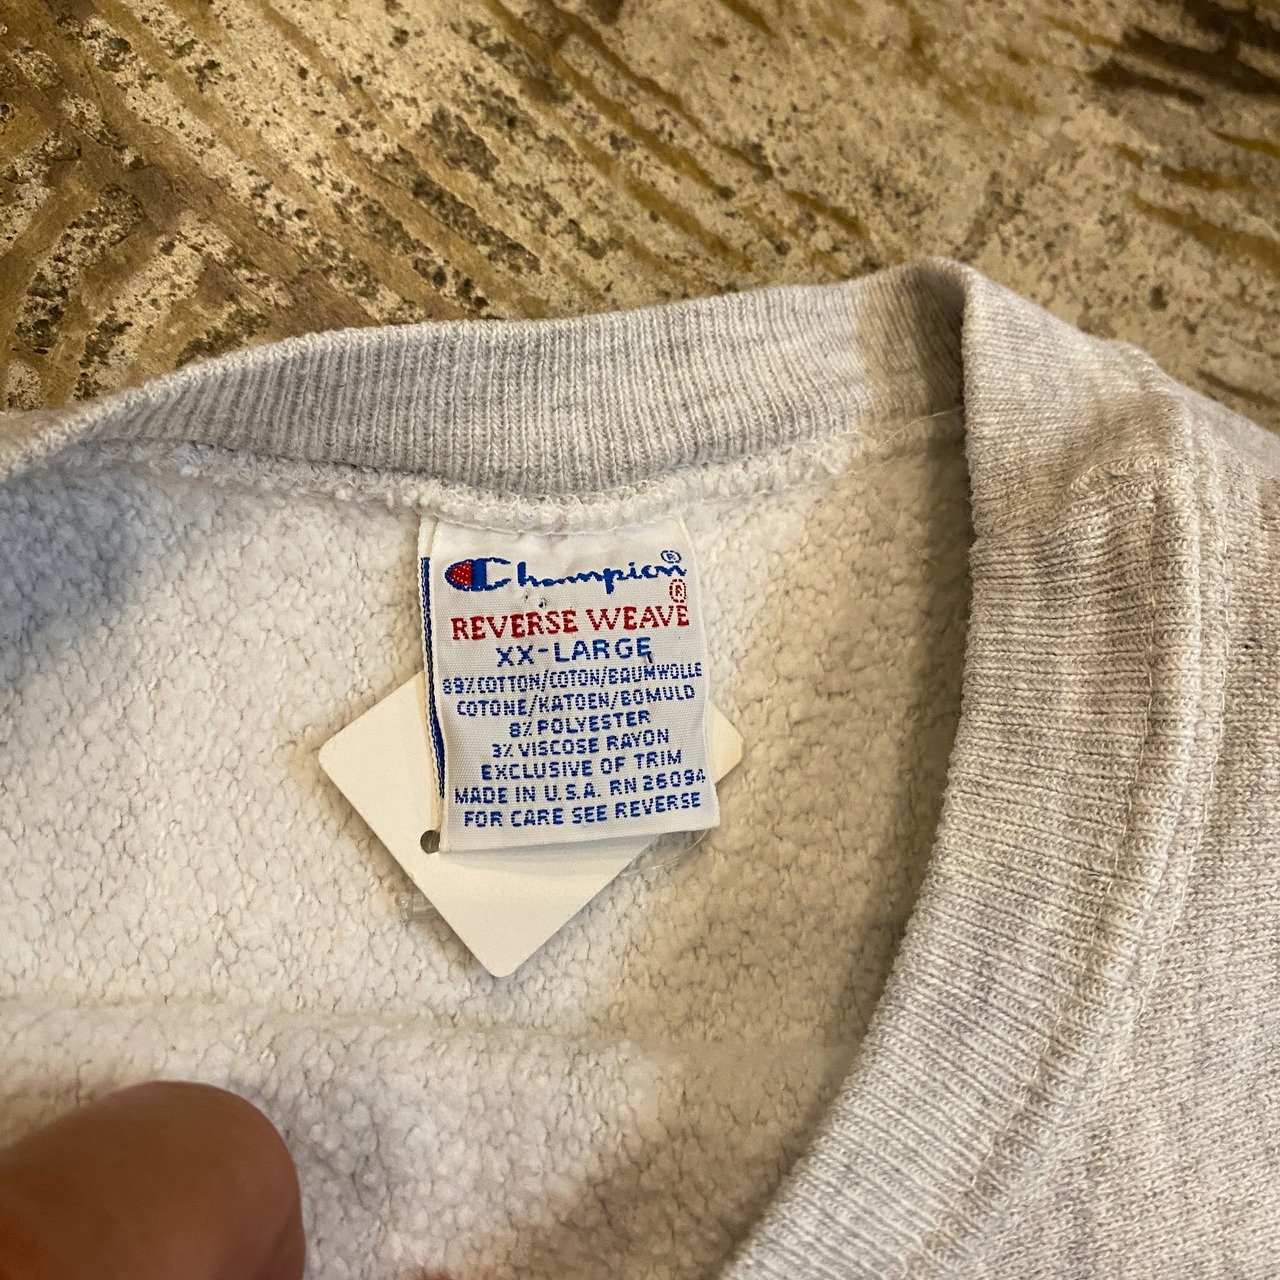 Champion®
®
REVERSE WEAVE
XX-LARGE
89% COTTON/COTON/BAUMWOLLE
COTONE/KATOEN/BOMULD
8% POLYESTER
3% VISCOSE RAYON
EXCLUSIVE OF TRIM
MADE IN U.S.A. RN 26094
FOR CARE SEE REVERSE